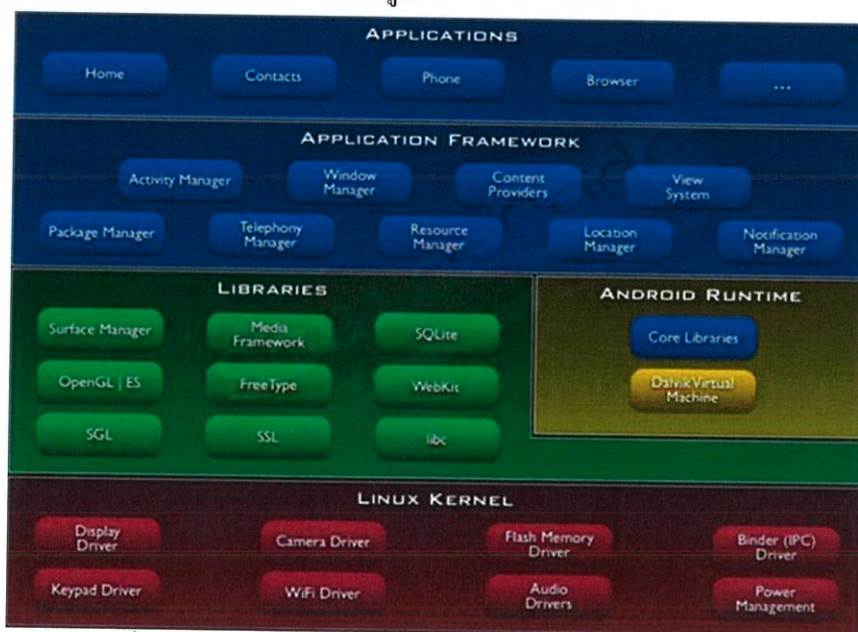 APPLICATIONS
Home
Contacts
Phone
Browser
...
APPLICATION FRAMEWORK
Activity Manager
Window
Manager
Content
Providers
View
System
Package Manager
Telephony
Manager
Resource
Manager
Location
Manager
Notification
Manager
LIBRARIES
Surface Manager
Media
Framework
SQLite
OpenGL | ES
FreeType
WebKit
SGL
SSL
libc
ANDROID RUNTIME
Core Libraries
Dalvik Virtual
Machine
LINUX KERNEL
Display
Driver
Camera Driver
Flash Memory
Driver
Binder (IPC)
Driver
Keypad Driver
WiFi Driver
Audio
Drivers
Power
Management